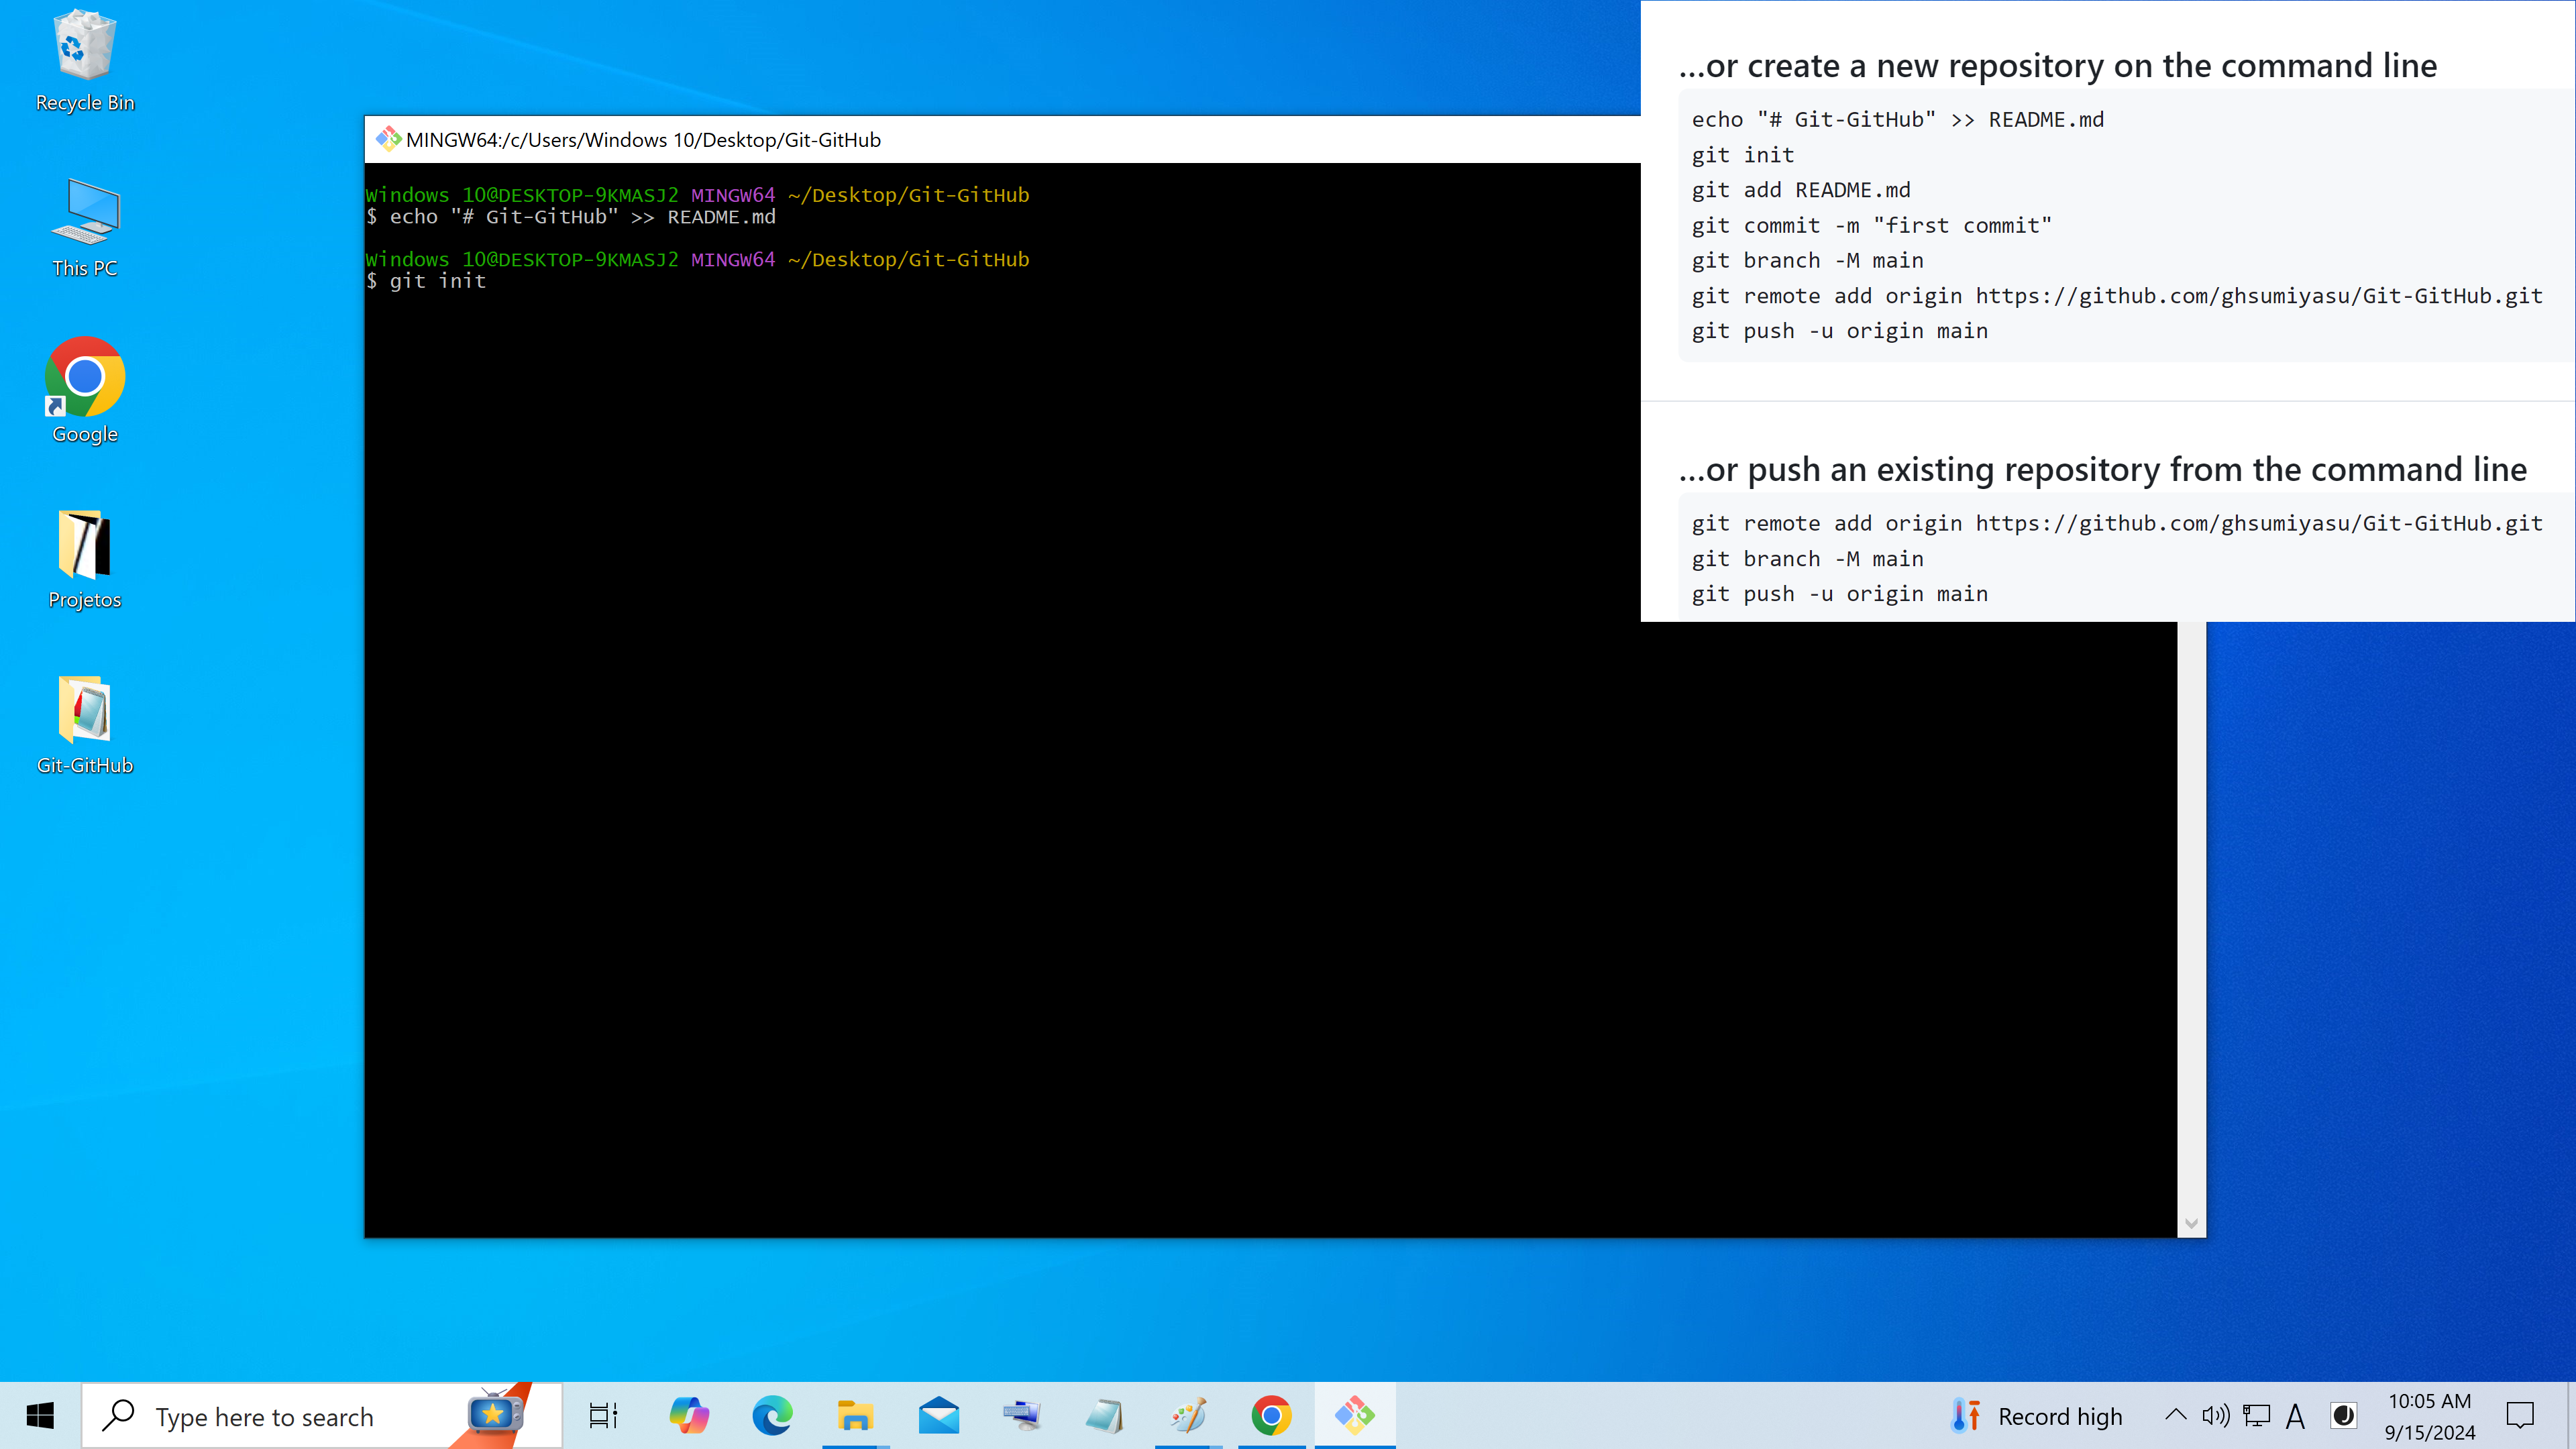 Recycle Bin
This PC
Google
Projetos
Git-GitHub
MINGW64:/c/Users/Windows 10/Desktop/Git-GitHub
Windows 10@DESKTOP-9KMASJ2 MINGW64 ~/Desktop/Git-GitHub
$ echo "# Git-GitHub" >> README.md
Windows 10@DESKTOP-9KMASJ2 MINGW64 ~/Desktop/Git-GitHub
$ git init
...or create a new repository on the command line
echo "# Git-GitHub" >> README.md
git init
git add README.md
git commit -m "first commit"
git branch -M main
git remote add origin https://github.com/ghsumiyasu/Git-GitHub.git
git push -u origin main
...or push an existing repository from the command line
git remote add origin https://github.com/ghsumiyasu/Git-GitHub.git
git branch -M main
git push -u origin main
Type here to search
Record high
A
J
10:05 AM
9/15/2024